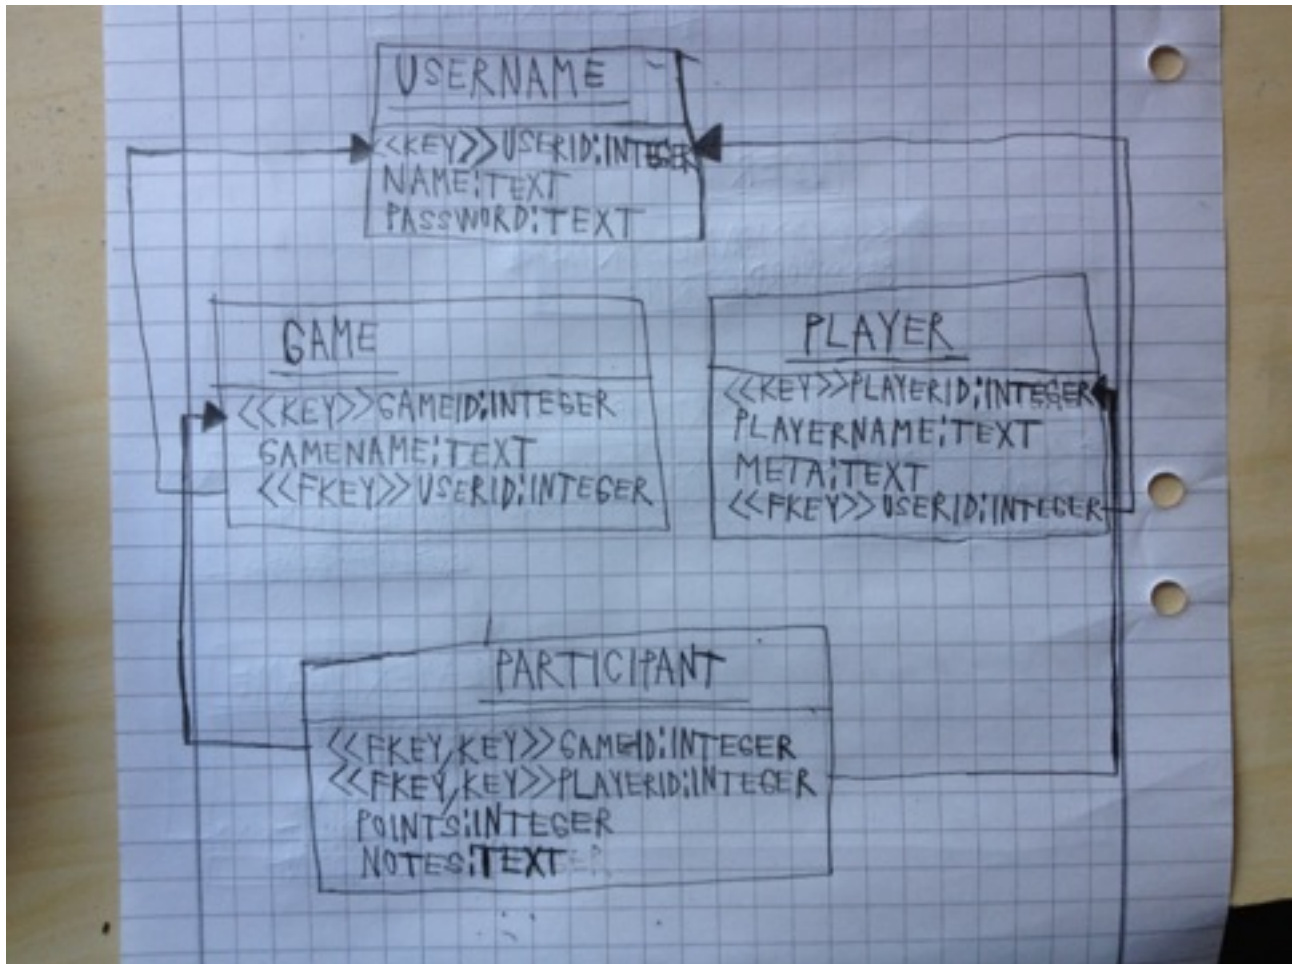 USERNAME
<<KEY>>USERID:INTEGER
NAME:TEXT
PASSWORD:TEXT
GAME
<<KEY>>GAMEID:INTEGER
GAMENAME:TEXT
<<FKEY>>USERID:INTEGER
PLAYER
<<KEY>>PLAYERID:INTEGER
PLAYERNAME:TEXT
META:TEXT
<<FKEY>>USERID:INTEGER
PARTICIPANT
<<FKEY,KEY>>GAMEID:INTEGER
<<FKEY,KEY>>PLAYERID:INTEGER
POINTS:INTEGER
NOTES:TEXT